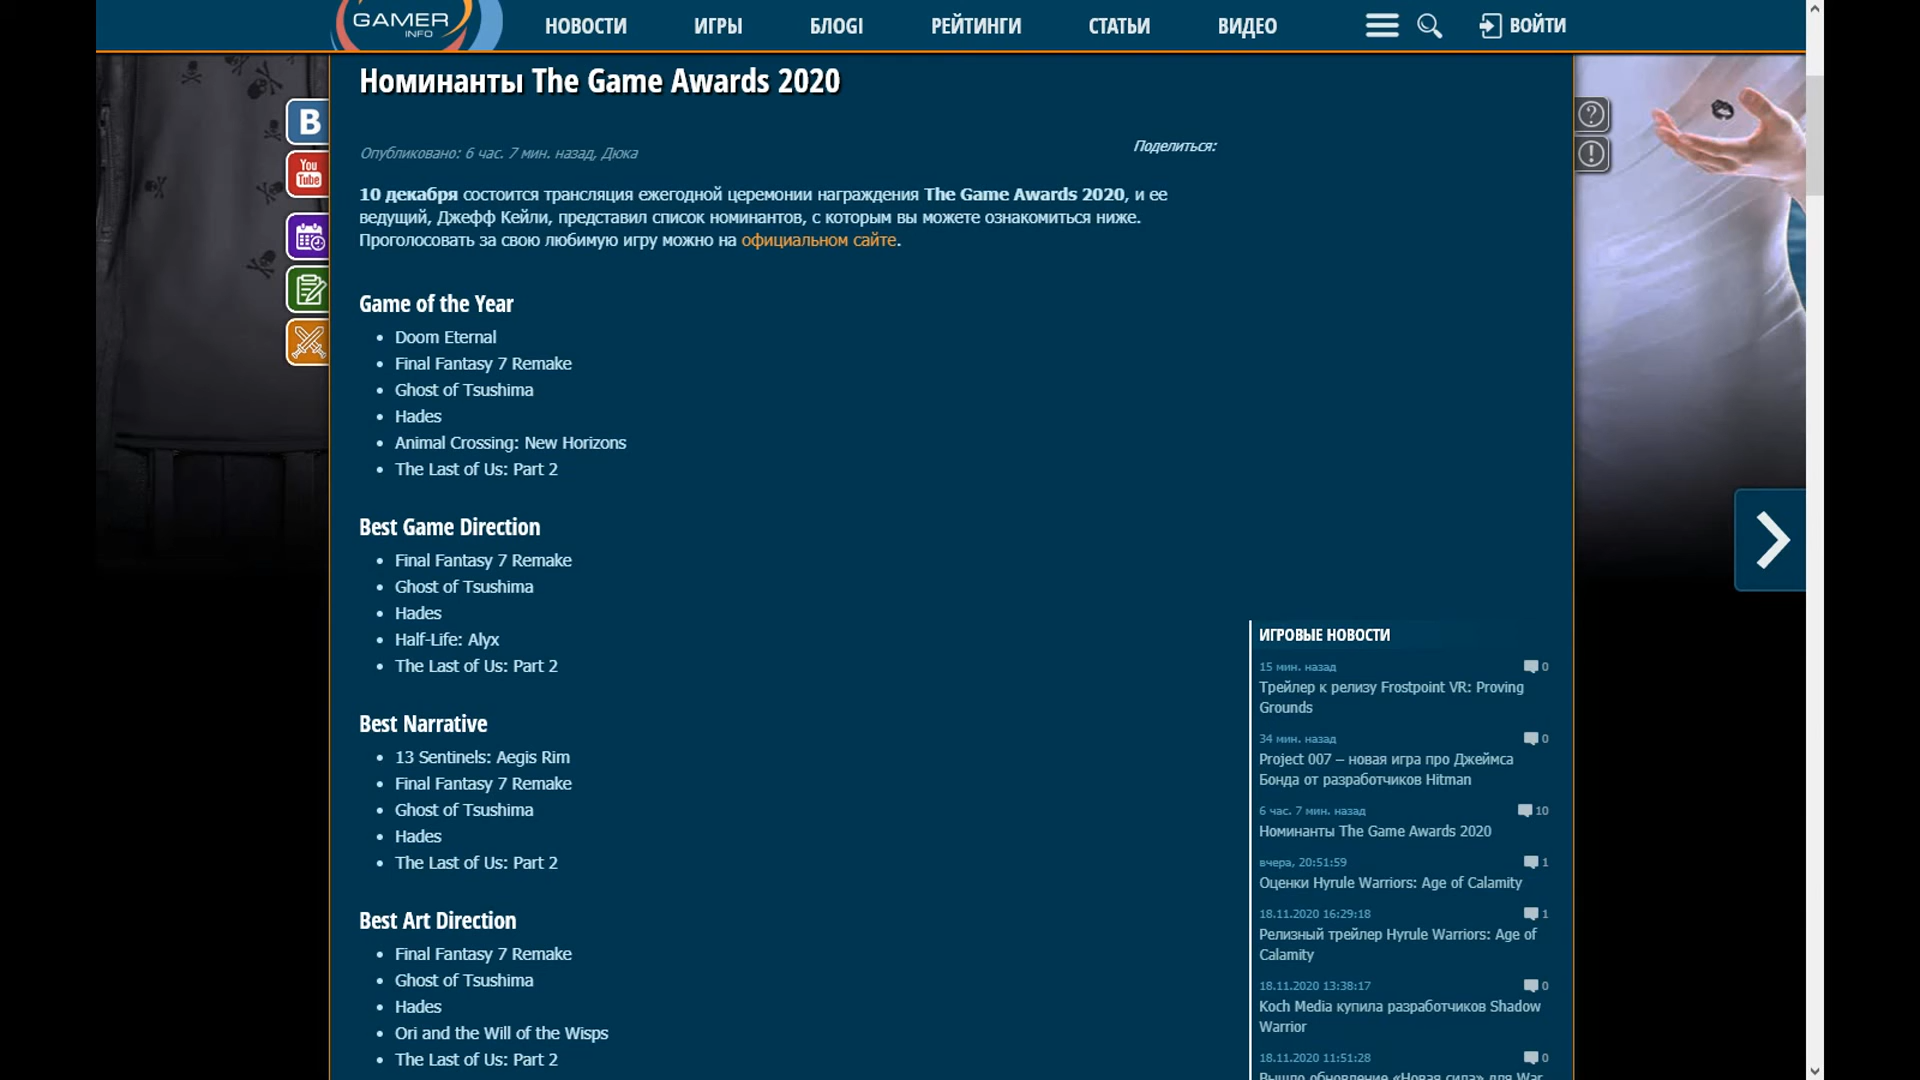 GAMER
INFO
НОВОСТИ
ИГРЫ
БЛОGI
РЕЙТИНГИ
СТАТЬИ
ВИДЕО
ВОЙТИ
Номинанты The Game Awards 2020
B
You
Tube
Опубликовано: 6 час. 7 мин. назад, Дюка
Поделиться:
10 декабря состоится трансляция ежегодной церемонии награждения The Game Awards 2020, и ее
ведущий, Джефф Кейли, представил список номинантов, с которым вы можете ознакомиться ниже.
Проголосовать за свою любимую игру можно на официальном сайте.
Game of the Year
• Doom Eternal
• Final Fantasy 7 Remake
• Ghost of Tsushima
• Hades
• Animal Crossing: New Horizons
• The Last of Us: Part 2
Best Game Direction
• Final Fantasy 7 Remake
• Ghost of Tsushima
• Hades
• Half-Life: Alyx
• The Last of Us: Part 2
Best Narrative
• 13 Sentinels: Aegis Rim
• Final Fantasy 7 Remake
• Ghost of Tsushima
• Hades
• The Last of Us: Part 2
Best Art Direction
• Final Fantasy 7 Remake
• Ghost of Tsushima
• Hades
• Ori and the Will of the Wisps
• The Last of Us: Part 2
ИГРОВЫЕ НОВОСТИ
15 мин. назад 0
Трейлер к релизу Frostpoint VR: Proving
Grounds
34 мин. назад 0
Project 007 – новая игра про Джеймса
Бонда от разработчиков Hitman
6 час. 7 мин. назад 10
Номинанты The Game Awards 2020
вчера, 20:51:59 1
Оценки Hyrule Warriors: Age of Calamity
18.11.2020 16:29:18 1
Релизный трейлер Hyrule Warriors: Age of
Calamity
18.11.2020 13:38:17 0
Koch Media купила разработчиков Shadow
Warrior
18.11.2020 11:51:28 0
Вышло обновление «Новая сила» для War